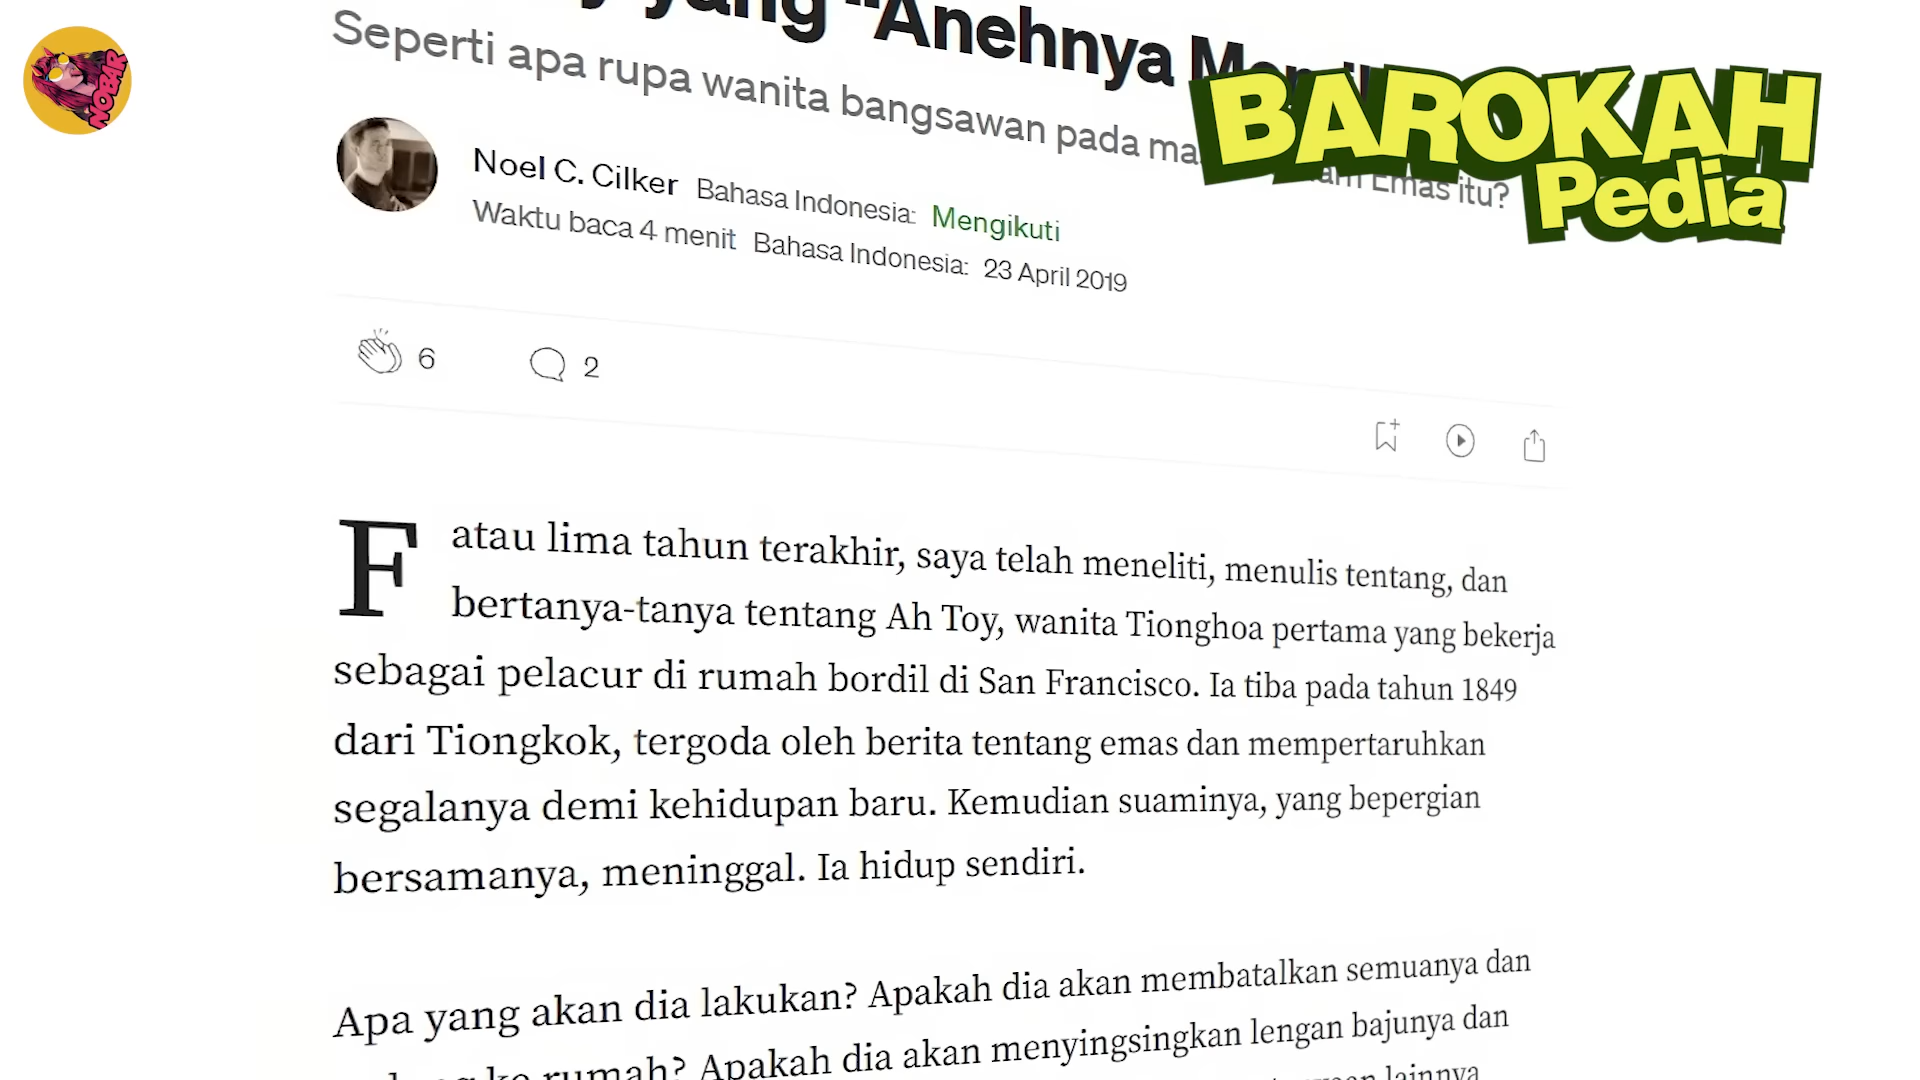 yang "Anehnya
Seperti apa rupa wanita bangsawan pada
Emas itu?
BAROKAH
Pedia
NOBAR
Noel C. Cilker Bahasa Indonesia: Mengikuti
Waktu baca 4 menit Bahasa Indonesia: 23 April 2019
6 2
F atau lima tahun terakhir, saya telah meneliti, menulis tentang, dan
bertanya-tanya tentang Ah Toy, wanita Tionghoa pertama yang bekerja
sebagai pelacur di rumah bordil di San Francisco. Ia tiba pada tahun 1849
dari Tiongkok, tergoda oleh berita tentang emas dan mempertaruhkan
segalanya demi kehidupan baru. Kemudian suaminya, yang bepergian
bersamanya, meninggal. Ia hidup sendiri.
Apa yang akan dia lakukan? Apakah dia akan membatalkan semuanya dan
ke rumah? Apakah dia akan menyingsingkan lengan bajunya dan
lainnya